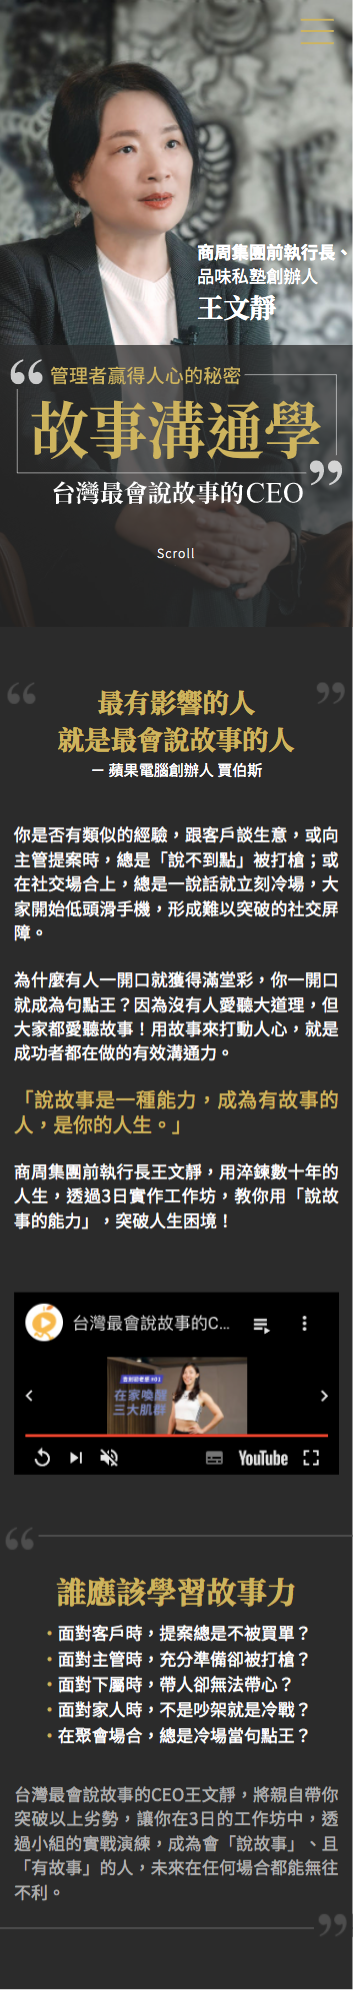 商周集團前執行長、
品味私塾創辦人
王文靜
“管理者贏得人心的秘密
故事溝通學”
台灣最會說故事的CEO
Scroll
“最有影響的人”
就是最會說故事的人
— 蘋果電腦創辦人 賈伯斯
你是否有類似的經驗，跟客戶談生意，或向
主管提案時，總是「說不到點」被打槍；或
在社交場合上，總是一說話就立刻冷場，大
家開始低頭滑手機，形成難以突破的社交屏
障。
為什麼有人一開口就獲得滿堂彩，你一開口
就成為句點王？因為沒有人愛聽大道理，但
大家都愛聽故事！用故事來打動人心，就是
成功者都在做的有效溝通力。
「說故事是一種能力，成為有故事的
人，是你的人生。」
商周集團前執行長王文靜，用淬鍊數十年的
人生，透過3日實作工作坊，教你用「說故
事的能力」，突破人生困境！
台灣最會說故事的C...
在家喚醒
三大肌群
YouTube
“
誰應該學習故事力
・面對客戶時，提案總是不被買單？
・面對主管時，充分準備卻被打槍？
・面對下屬時，帶人卻無法帶心？
・面對家人時，不是吵架就是冷戰？
・在聚會場合，總是冷場當句點王？
台灣最會說故事的CEO王文靜，將親自帶你
突破以上劣勢，讓你在3日的工作坊中，透
過小組的實戰演練，成為會「說故事」、且
「有故事」的人，未來在任何場合都能無往
不利。
”